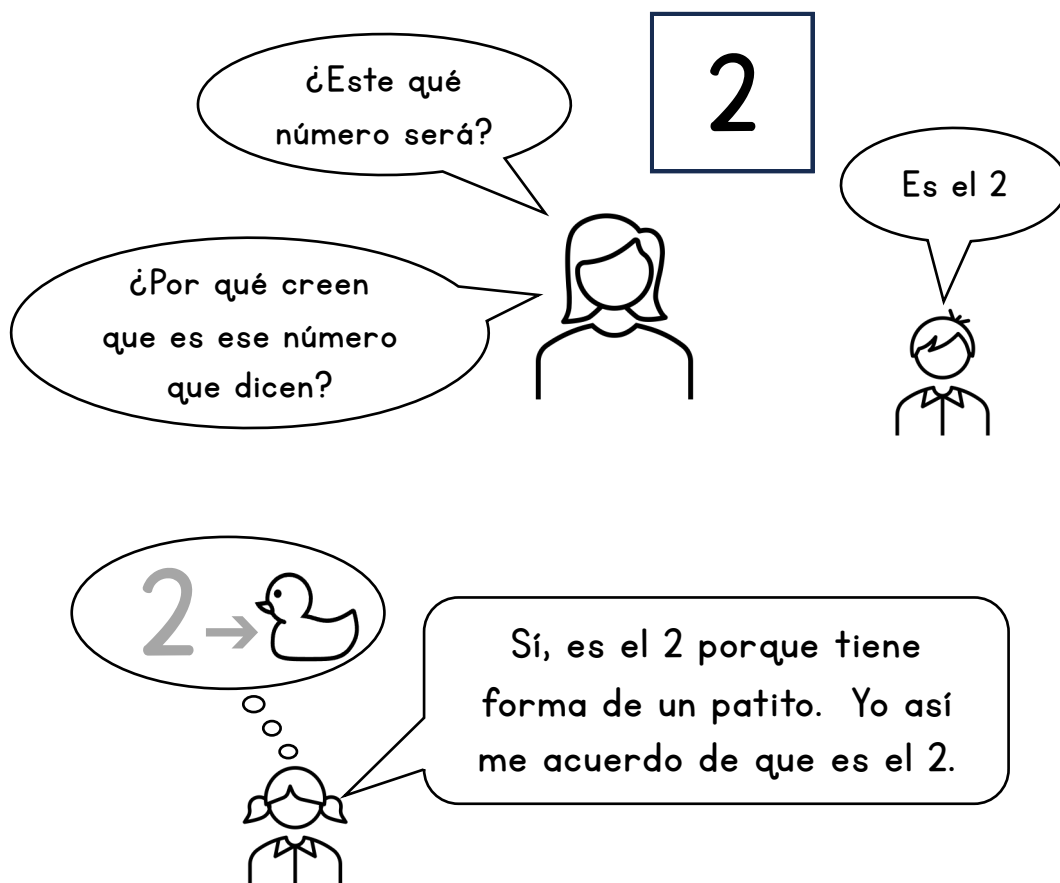 ¿Este qué
número será?
2
Es el 2
¿Por qué creen
que es ese número
que dicen?
2
Sí, es el 2 porque tiene
forma de un patito. Yo así
me acuerdo de que es el 2.